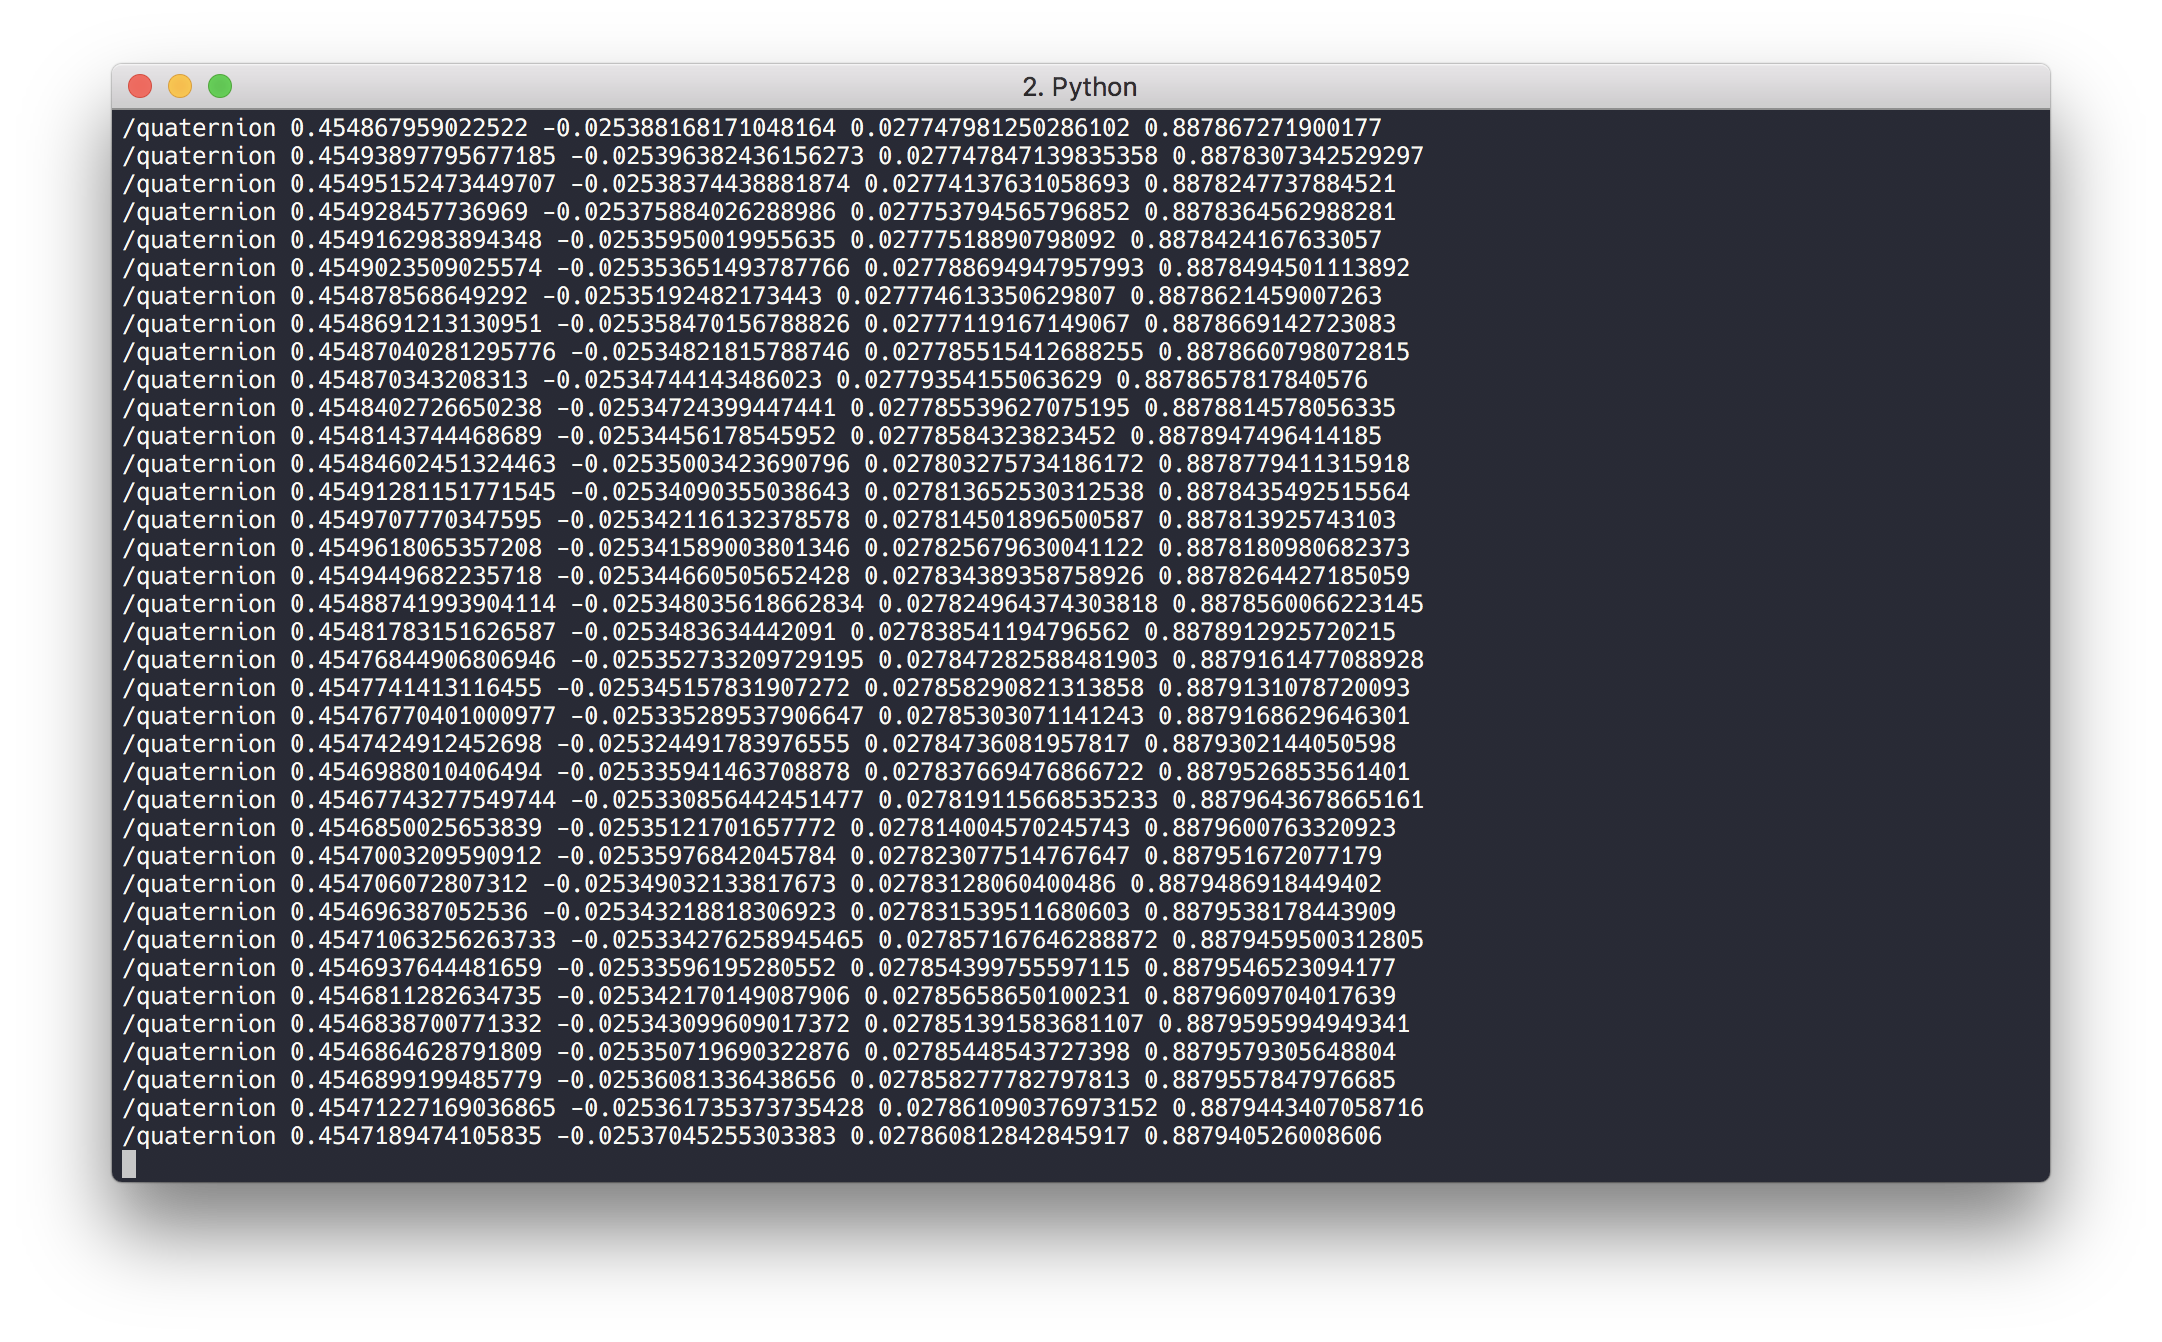 2. Python
/quaternion 0.454867959022522 -0.025388168171048164 0.027747981250286102 0.887867271900177
/quaternion 0.45493897795677185 -0.025396382436156273 0.027747847139835358 0.8878307342529297
/quaternion 0.45495152473449707 -0.02538374438881874 0.02774137631058693 0.8878247737884521
/quaternion 0.454928457736969 -0.025375884026288986 0.027753794565796852 0.8878364562988281
/quaternion 0.4549162983894348 -0.02535950019955635 0.02777518890798092 0.8878424167633057
/quaternion 0.4549023509025574 -0.025353651493787766 0.027788694947957993 0.8878494501113892
/quaternion 0.454878568649292 -0.02535192482173443 0.027774613350629807 0.8878621459007263
/quaternion 0.4548691213130951 -0.025358470156788826 0.02777119167149067 0.8878669142723083
/quaternion 0.45487040281295776 -0.02534821815788746 0.027785515412688255 0.88786660798072815
/quaternion 0.454870343208313 -0.02534744143486023 0.02779354155063629 0.8878657817840576
/quaternion 0.4548402726650238 -0.02534724399447441 0.027785539627075195 0.8878814578056335
/quaternion 0.4548143744468689 -0.02534456178545952 0.02778584323823452 0.8878947496414185
/quaternion 0.45484602451324463 -0.02535003423690796 0.027803275734186172 0.8878779411315918
/quaternion 0.45491281151771545 -0.02534090355038643 0.027813652530312538 0.8878435492515564
/quaternion 0.4549707770347595 -0.025342116132378578 0.027814501896500587 0.887813925743103
/quaternion 0.4549618065357208 -0.025341589003801346 0.027825679630041122 0.8878180980682373
/quaternion 0.4549449682235718 -0.025344660505652428 0.027834389358758926 0.8878264427185059
/quaternion 0.45488741993904114 -0.025348035618662834 0.027824964374303818 0.8878560066223145
/quaternion 0.45481783151626587 -0.0253483634442091 0.027838541194796562 0.8878912925720215
/quaternion 0.45476844906806946 -0.025352733209729195 0.027847282588481903 0.8879161477088928
/quaternion 0.4547741413116455 -0.025345157831907272 0.027858290821313858 0.8879131078720093
/quaternion 0.45476770401000977 -0.025335289537906647 0.027853030711412​43 0.88791686296​46301
/quaternion 0.4547424912452698 -0.025324491783976555 0.027847360819578​17 0.8879302144050598
/quaternion 0.4546988010406494 -0.025335941463708878 0.027837669476866722 0.8879526853561401
/quaternion 0.45467743277549744 -0.025330856442451477 0.027819115668535233 0.8879643678665161
/quaternion 0.4546850025653839 -0.02535121701657772 0.027814004570245743 0.8879600763320923
/quaternion 0.4547003209590912 -0.02535976842045784 0.027823077514767647 0.887951672077179
/quaternion 0.454706072807312 -0.025349032133817673 0.02783128060400486 0.8879486918449402
/quaternion 0.454696387052536 -0.025343218818306923 0.027831539511680603 0.8879538178443909
/quaternion 0.45471063256263733 -0.025334276258945465 0.027857167646288872 0.8879459500312805
/quaternion 0.4546937644481659 -0.02533596195280552 0.027854399755597115 0.8879546523094177
/quaternion 0.4546811282634735 -0.025342170149087906 0.02785658650100231 0.8879609704017639
/quaternion 0.4546838700771332 -0.025343099609017372 0.027851391583681107 0.8879595994949341
/quaternion 0.4546864628791809 -0.025350719690322876 0.02785448543727398 0.8879579305648804
/quaternion 0.4546899199485779 -0.02536081336438656 0.027858277782797813 0.8879557847976685
/quaternion 0.45471227169036865 -0.025361735373735428 0.027861090376973152 0.8879443407058716
/quaternion 0.4547189474105835 -0.02537045255303383 0.027860812842845917 0.887940526008606